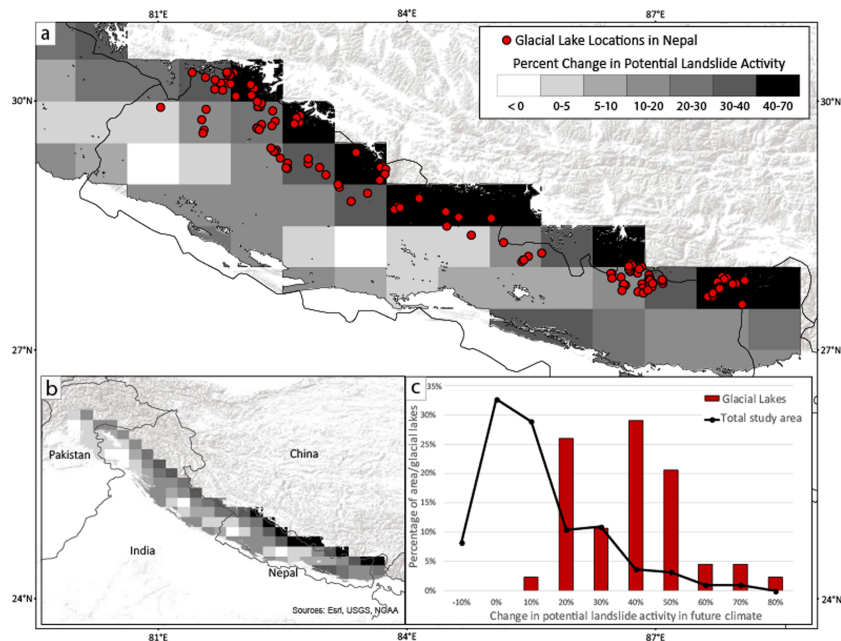 81°E 84°E 87°E
a
Glacial Lake Locations in Nepal
Percent Change in Potential Landslide Activity
< 0 0-5 5-10 10-20 20-30 30-40 40-70
30°N 30°N
27°N 27°N
b
Pakistan
China
India
Nepal
Sources: Esri, USGS, NOAA
c
Glacial Lakes
Total study area
Percentage of area/glacial lakes
35%
30%
25%
20%
15%
10%
5%
0%
-10% 0% 10% 20% 30% 40% 50% 60% 70% 80%
Change in potential landslide activity in future climate
24°N 24°N
81°E 84°E 87°E